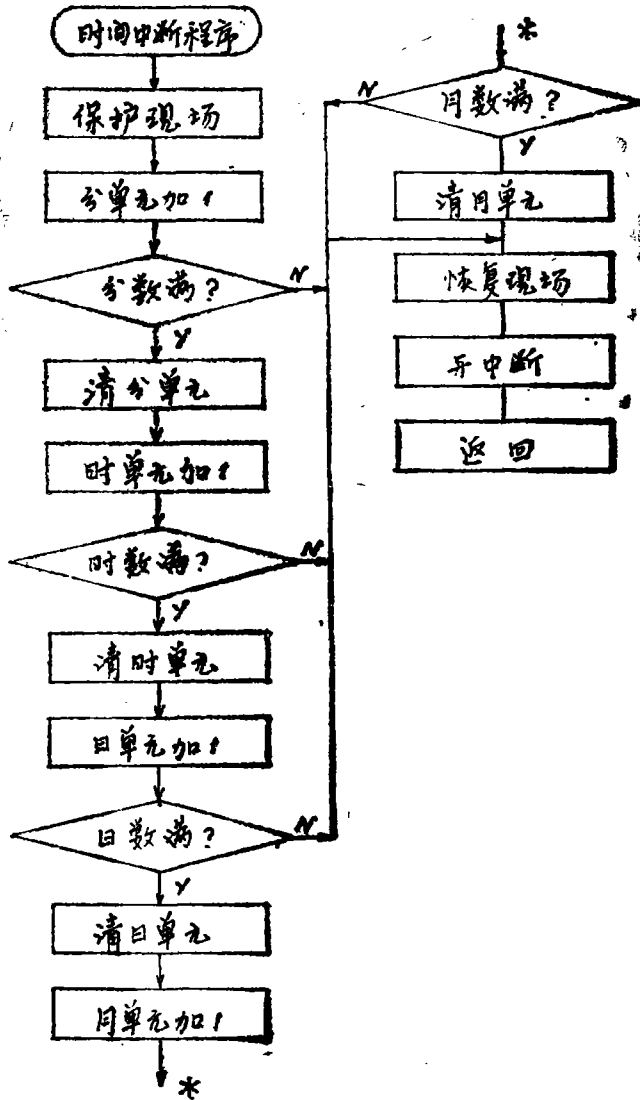 时间中断程序
保护现场
分单元加1
分数满?
N
Y
清分单元
时单元加1
时数满?
N
Y
清时单元
日单元加1
日数满?
N
Y
清日单元
月单元加1
*
*
月数满?
N
Y
清月单元
恢复现场
开中断
返回